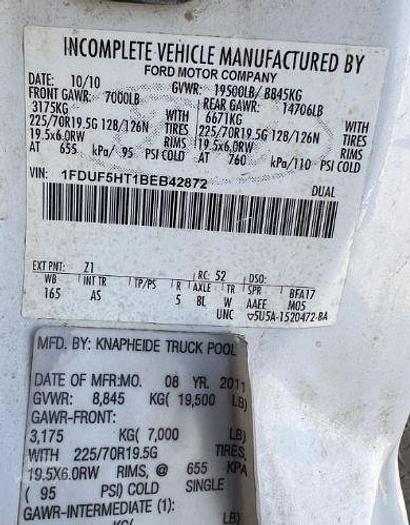 INCOMPLETE VEHICLE MANUFACTURED BY
FORD MOTOR COMPANY
DATE: 10/10 GVWR: 19500LB/ 8845KG
FRONT GAWR: 7000LB REAR GAWR: 14706LB
3175KG WITH 6671KG WITH
225/70R19.5G 128/126N TIRES 225/70R19.5G 128/126N TIRES
19.5x6.0RW RIMS 19.5x6.0RW RIMS
AT 655 kPa/ 95 PSI COLD AT 760 kPa/110 PSI COLD
VIN: 1FDUF5HT1BEB42872
DUAL
EXT PNT: Z1 RC: 52 DSO:
WB INT TR TP/PS R AXLE TR SPR BFA17
165 AS 5 BL W AAEE M05
UNC ▽5U5A-1520472-BA
MFD. BY: KNAPHEIDE TRUCK POOL
DATE OF MFR:MO. 08 YR. 2011
GVWR: 8,845 KG( 19,500 LB)
GAWR-FRONT:
3,175 KG( 7,000 LB)
WITH 225/70R19.5G TIRES,
19.5X6.0RW RIMS, @ 655 KPA
( 95 PSI) COLD SINGLE
GAWR-INTERMEDIATE (1):
KG( LB)